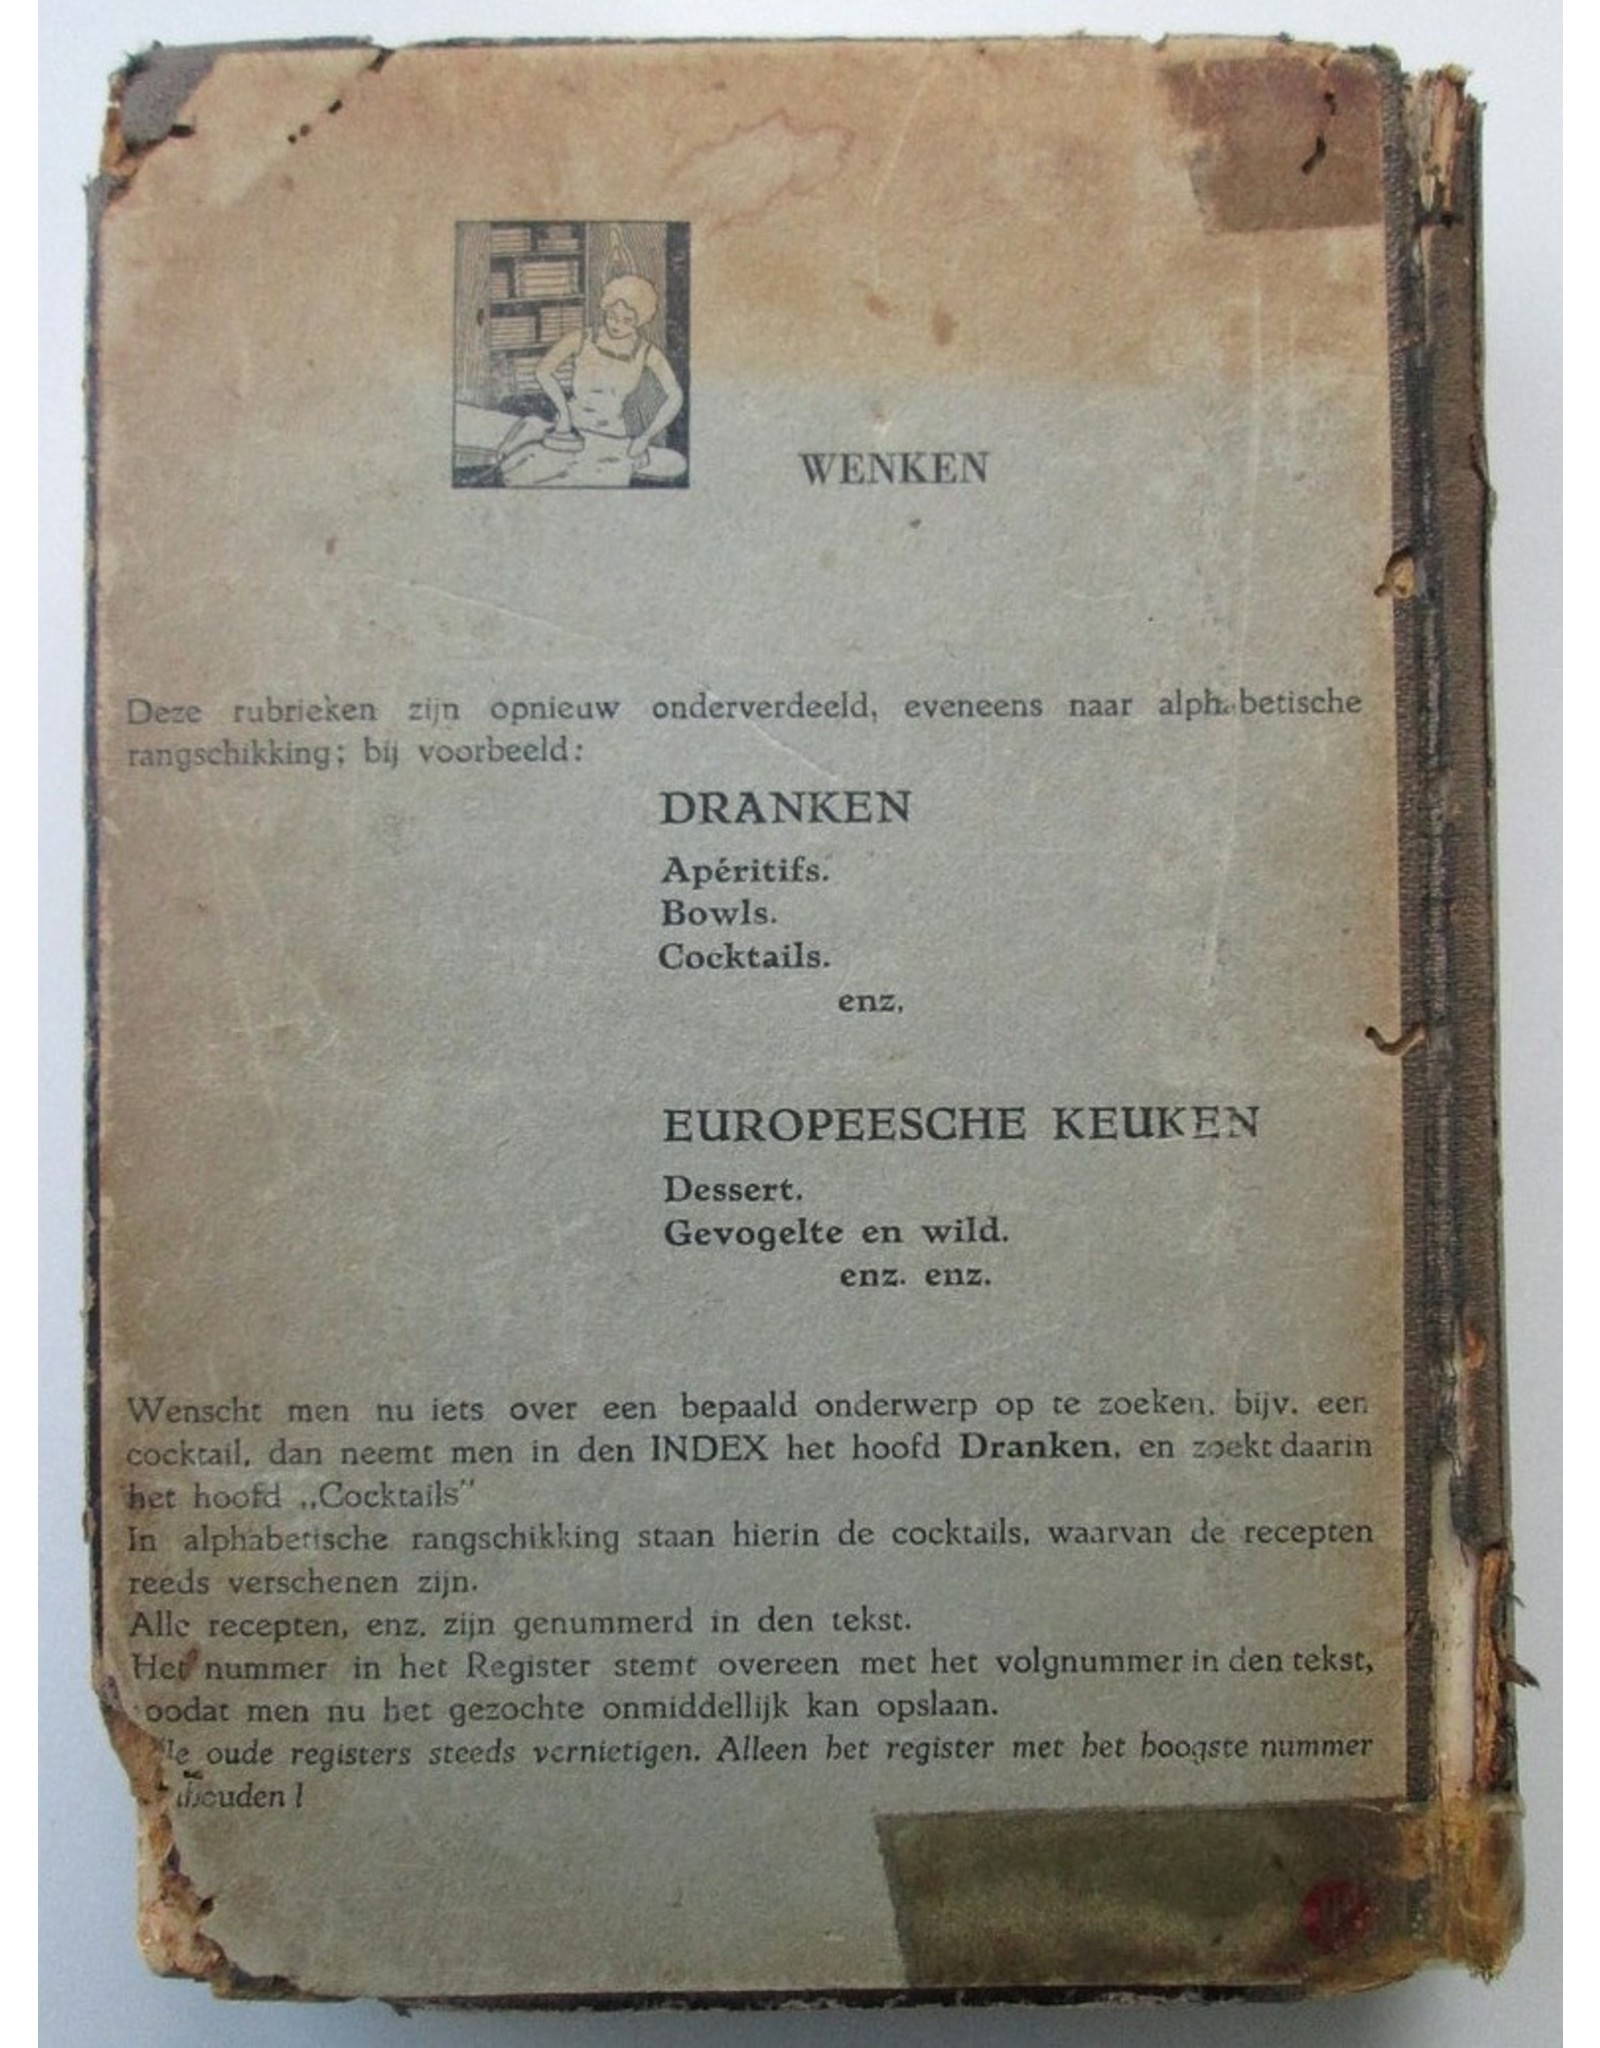 WENKEN
Deze rubrieken zijn opnieuw onderverdeeld, eveneens naar alphabetische
rangschikking; bij voorbeeld:
DRANKEN
Apéritifs.
Bowls.
Cocktails.
enz.
EUROPEESCHE KEUKEN
Dessert.
Gevogelte en wild.
enz. enz.
Wenscht men nu iets over een bepaald onderwerp op te zoeken, bijv. een
cocktail, dan neemt men in den INDEX het hoofd Dranken, en zoekt daarin
het hoofd „Cocktails"
In alphabetische rangschikking staan hierin de cocktails, waarvan de recepten
reeds verschenen zijn.
Alle recepten, enz. zijn genummerd in den tekst.
Het nummer in het Register stemt overeen met het volgnummer in den tekst,
oodat men nu het gezochte onmiddellijk kan opslaan.
oude registers steeds vernietigen. Alleen het register met het hoogste nummer
houden!